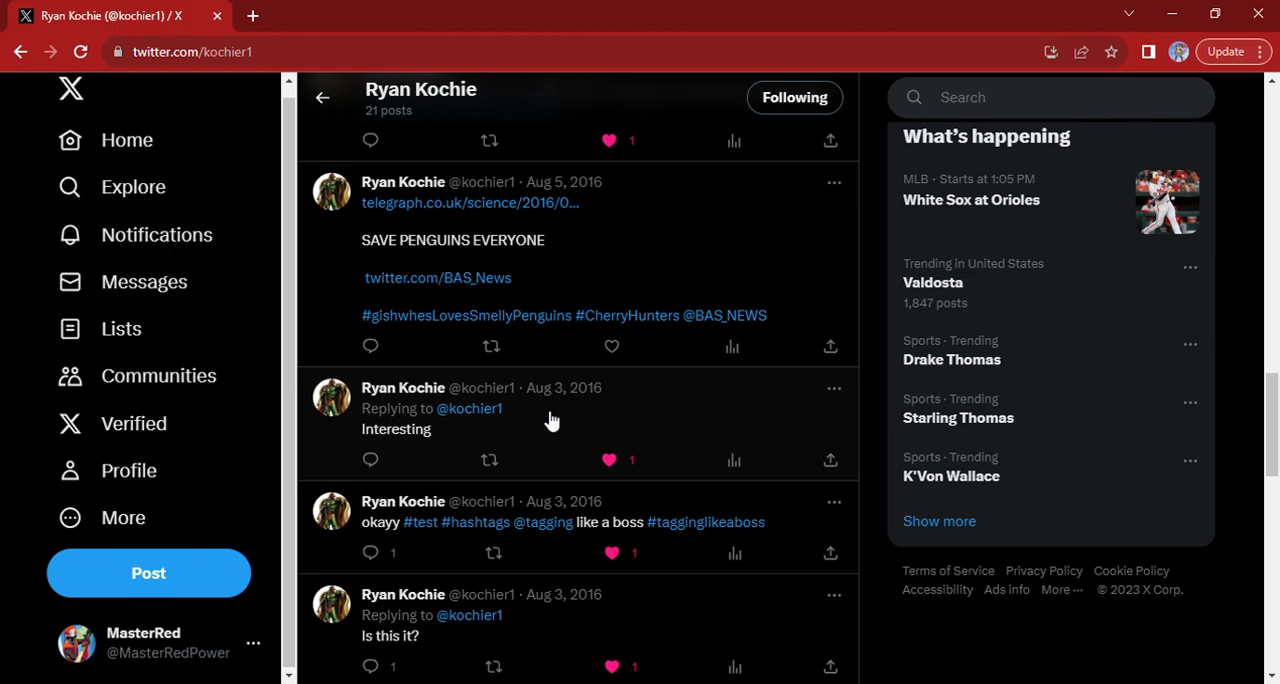 Ryan Kochie (@kochier1) / X
twitter.com/kochier1
Update
Home
Explore
Notifications
Messages
Lists
Communities
Verified
Profile
More
Post
MasterRed
@MasterRedPower
Ryan Kochie
21 posts
Following
1
Ryan Kochie @kochier1 · Aug 5, 2016
telegraph.co.uk/science/2016/0...
SAVE PENGUINS EVERYONE
twitter.com/BAS_News
#gishwhesLovesSmellyPenguins #CherryHunters @BAS_NEWS
Ryan Kochie @kochier1 · Aug 3, 2016
Replying to @kochier1
Interesting
1
Ryan Kochie @kochier1 · Aug 3, 2016
okayy #test #hashtags @tagging like a boss #tagginglikeaboss
1 1
Ryan Kochie @kochier1 · Aug 3, 2016
Replying to @kochier1
Is this it?
1 1
Search
What's happening
MLB · Starts at 1:05 PM
White Sox at Orioles
Trending in United States
Valdosta
1,847 posts
Sports · Trending
Drake Thomas
Sports · Trending
Starling Thomas
Sports · Trending
K'Von Wallace
Show more
Terms of Service Privacy Policy Cookie Policy
Accessibility Ads info More ··· © 2023 X Corp.